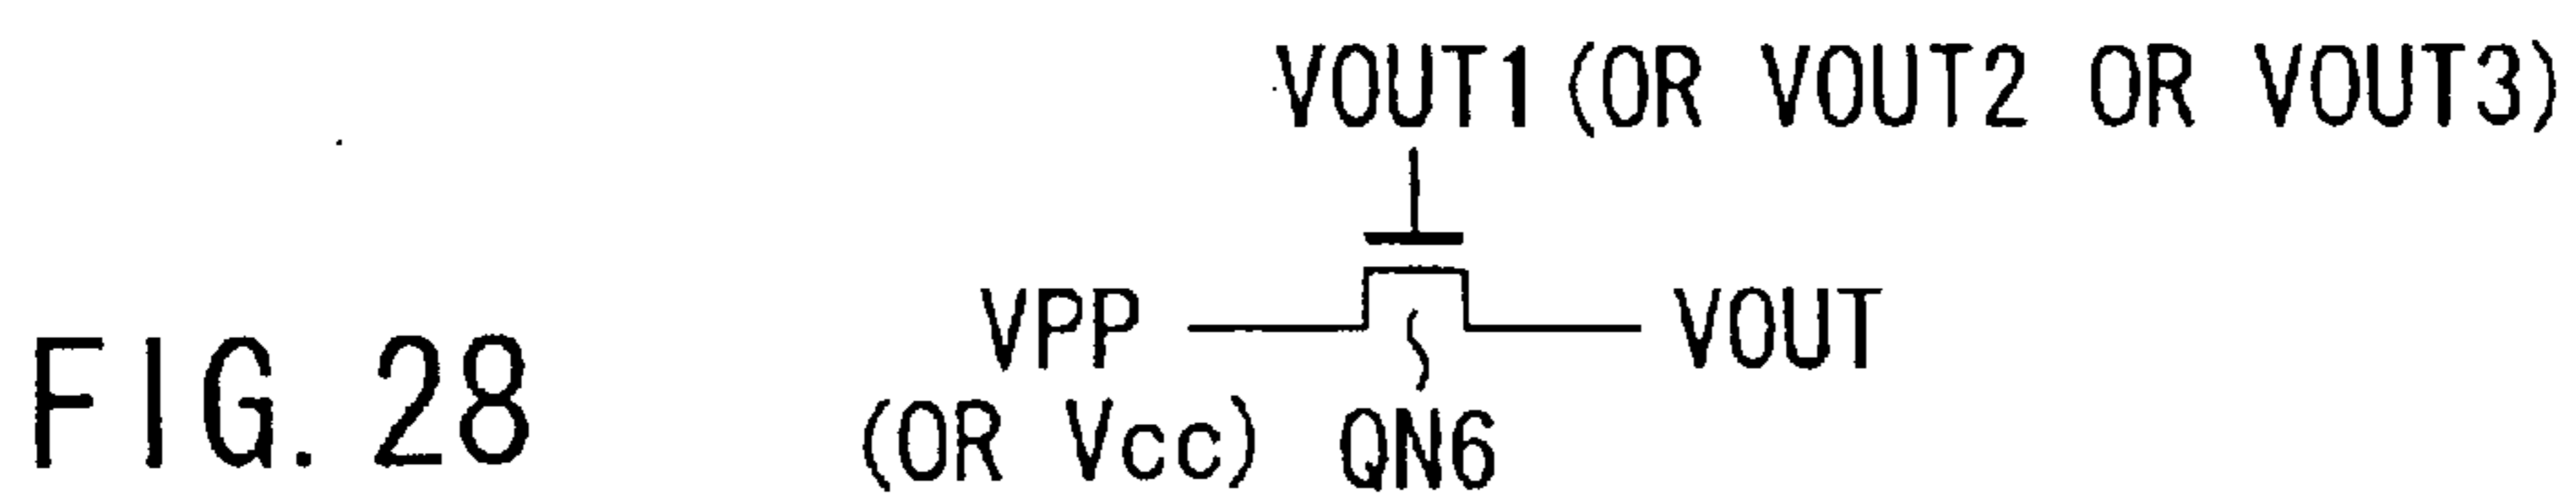 VOUT1 (OR VOUT2 OR VOUT3)
VPP
VOUT
(OR Vcc)
QN6
FIG. 28